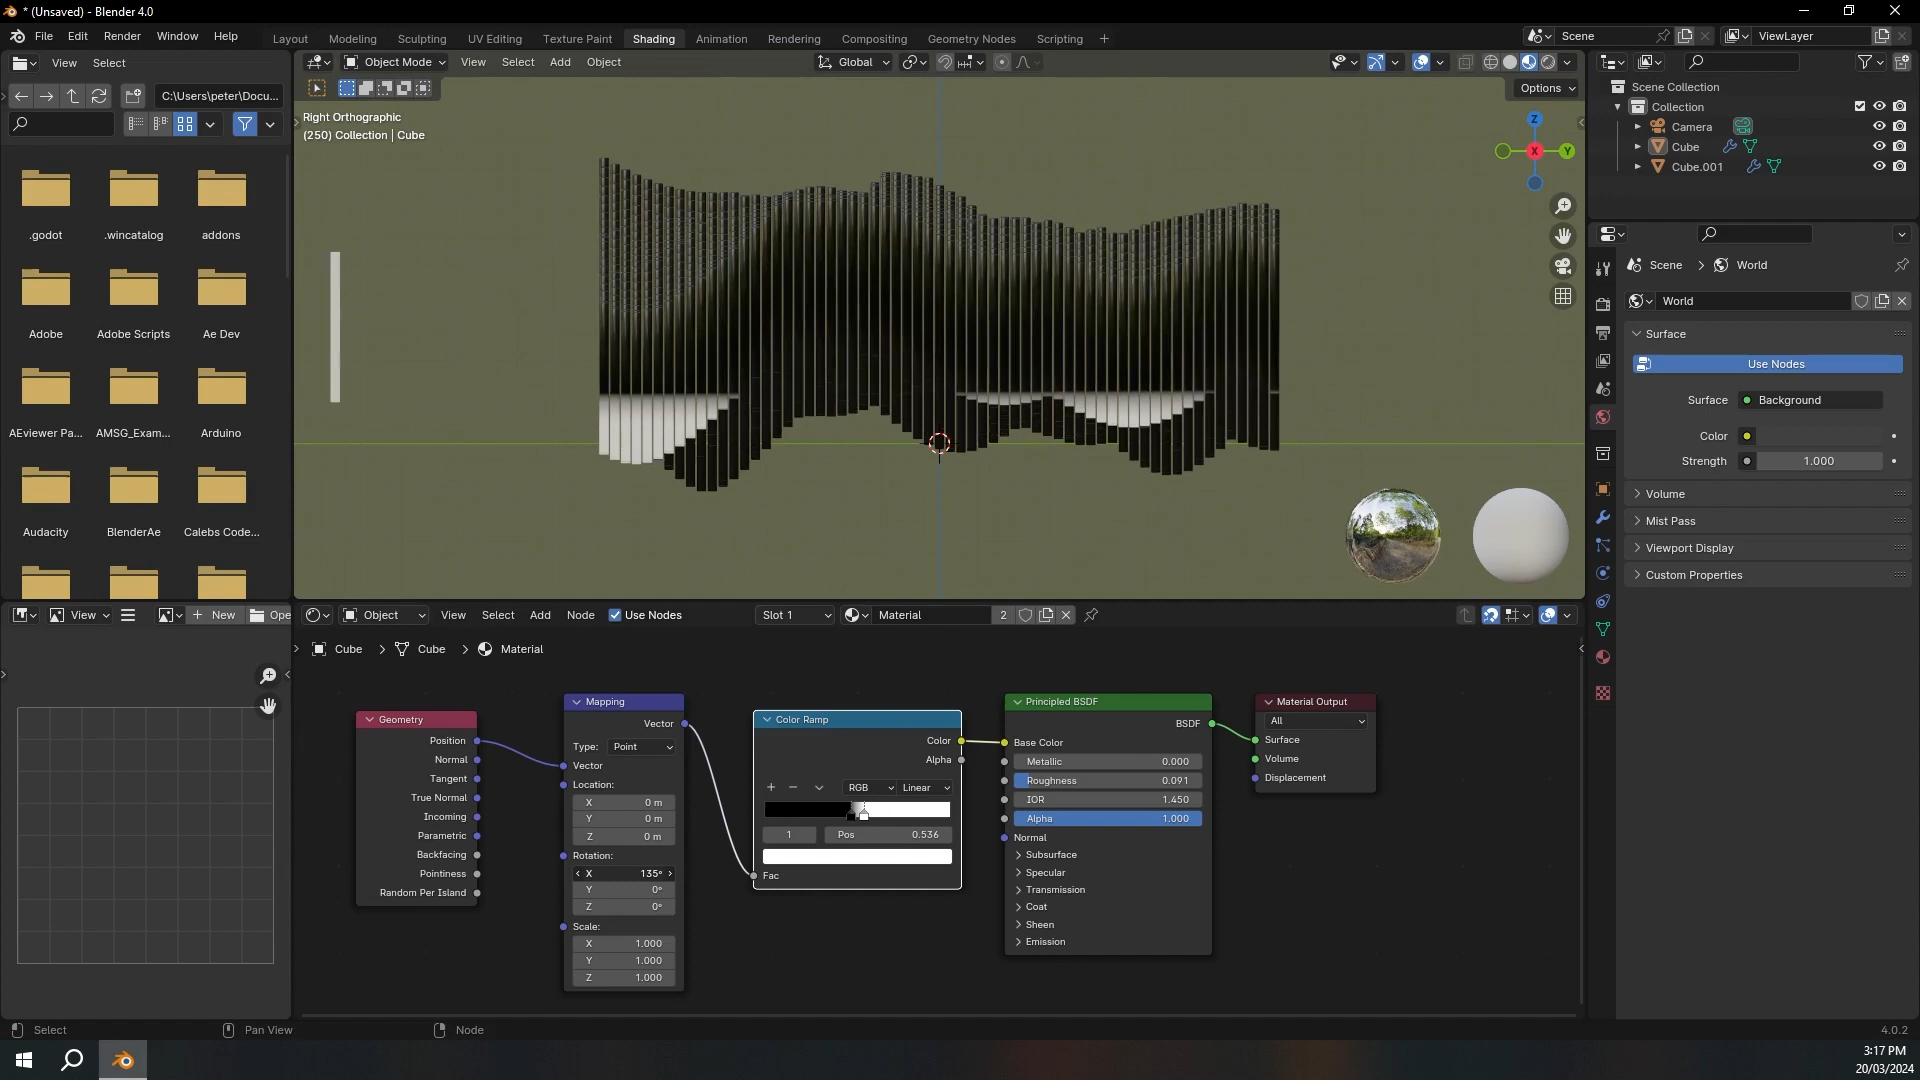 * (Unsaved) - Blender 4.0
File Edit Render Window Help
Layout Modeling Sculpting UV Editing Texture Paint Shading Animation Rendering Compositing Geometry Nodes Scripting +
Scene
ViewLayer
View Select
C:\Users\peter\Docu...
.godot .wincatalog addons
Adobe Adobe Scripts Ae Dev
AEviewer Pa... AMSG_Exam... Arduino
Audacity BlenderAe Calebs Code...
Object Mode View Select Add Object
Global
Options
Right Orthographic
(250) Collection | Cube
Z
X
Y
Scene Collection
Collection
Camera
Cube
Cube.001
Scene > World
World
Surface
Use Nodes
Surface Background
Color
Strength 1.000
Volume
Mist Pass
Viewport Display
Custom Properties
View
+ New
Ope
Object View Select Add Node Use Nodes
Slot 1
Material 2
Cube > Cube > Material
Geometry
Position
Normal
Tangent
True Normal
Incoming
Parametric
Backfacing
Pointiness
Random Per Island
Mapping
Vector
Type: Point
Vector
Location:
X 0 m
Y 0 m
Z 0 m
Rotation:
X 135°
Y 0°
Z 0°
Scale:
X 1.000
Y 1.000
Z 1.000
Color Ramp
Color
Alpha
RGB Linear
1 Pos 0.536
Fac
Principled BSDF
BSDF
Base Color
Metallic 0.000
Roughness 0.091
IOR 1.450
Alpha 1.000
Normal
Subsurface
Specular
Transmission
Coat
Sheen
Emission
Material Output
All
Surface
Volume
Displacement
Select Pan View Node
4.0.2
3:17 PM
20/03/2024